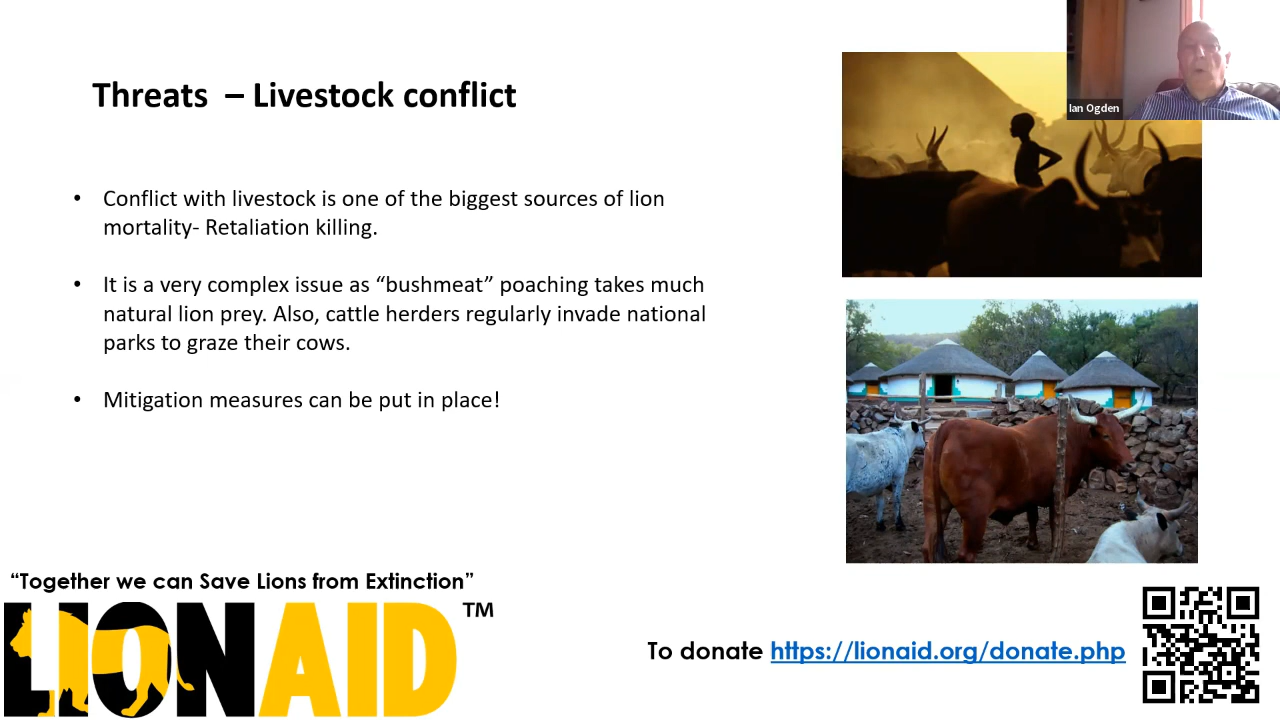 Threats – Livestock conflict
Ian Ogden
• Conflict with livestock is one of the biggest sources of lion
mortality- Retaliation killing.
• It is a very complex issue as “bushmeat” poaching takes much
natural lion prey. Also, cattle herders regularly invade national
parks to graze their cows.
• Mitigation measures can be put in place!
“Together we can Save Lions from Extinction”
LIONAID™
To donate https://lionaid.org/donate.php